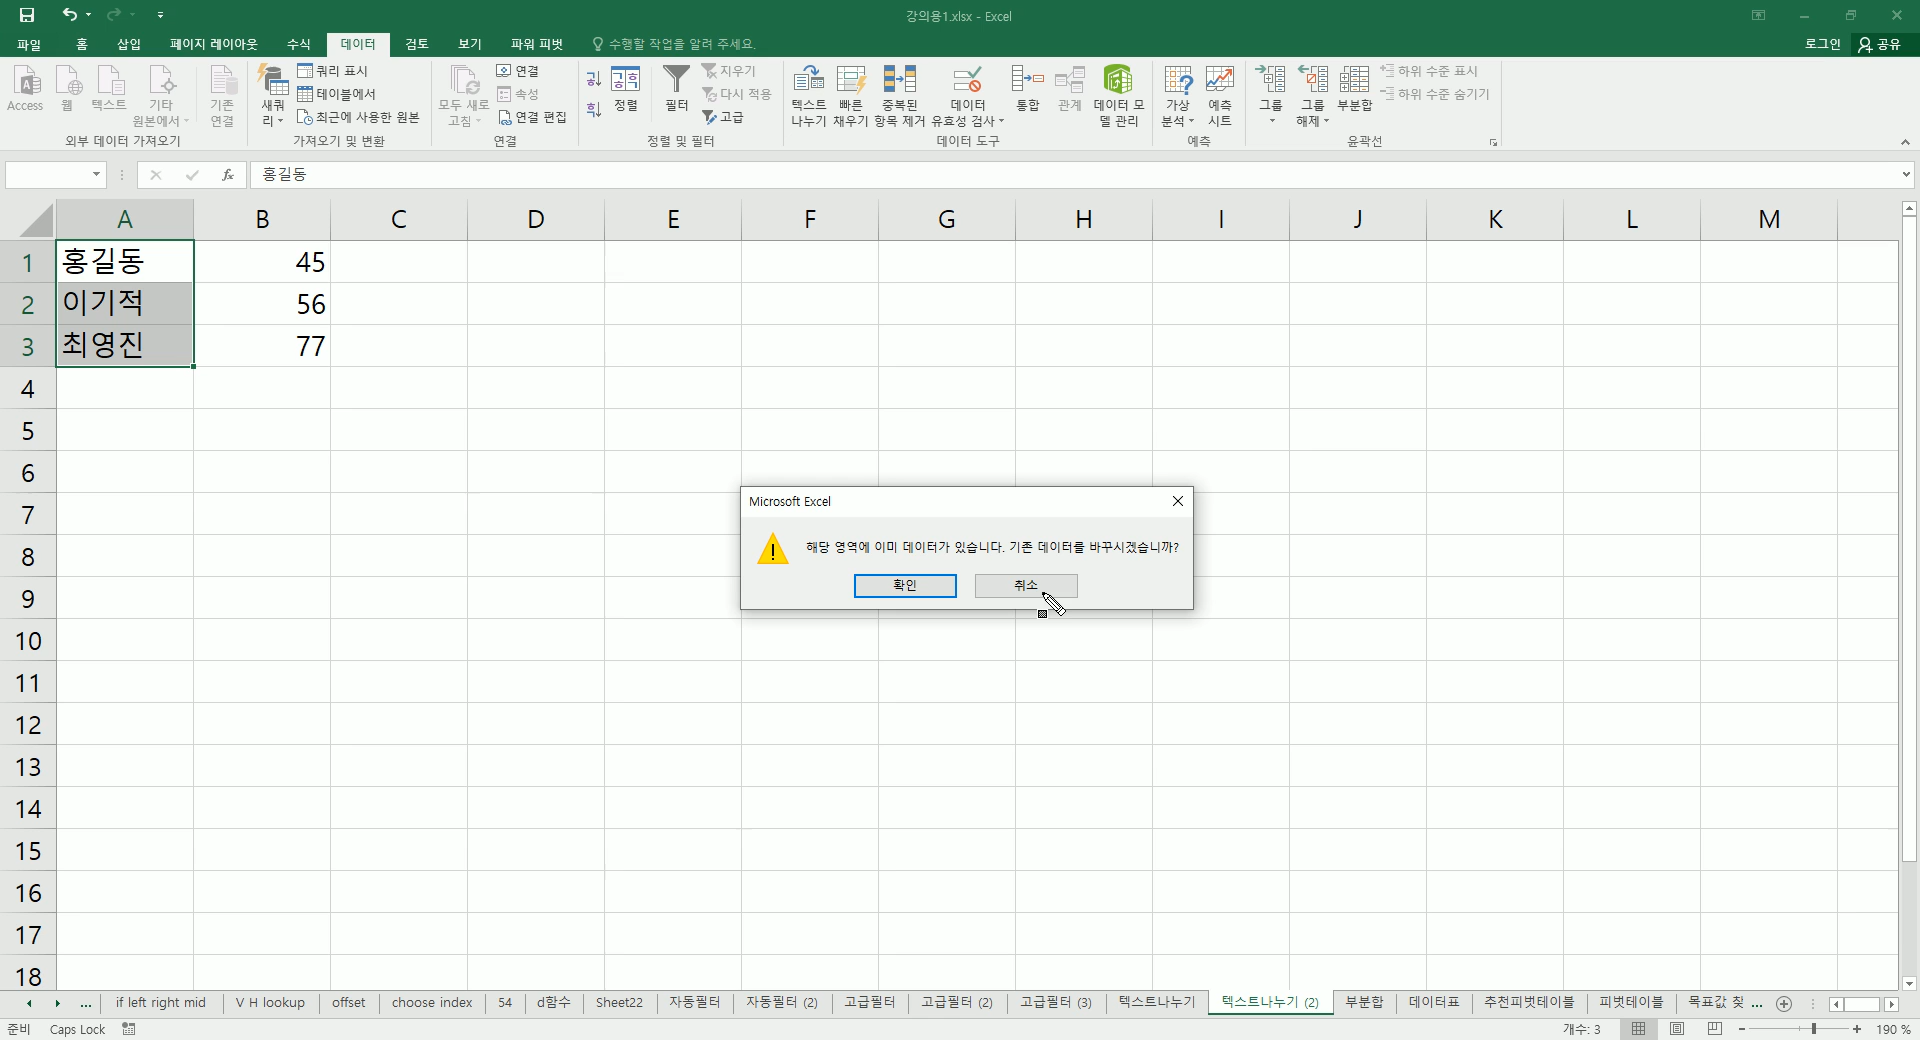 강의용1.xlsx - Excel
파일 홈 삽입 페이지 레이아웃 수식 데이터 검토 보기 파워 피벗 수행할 작업을 알려 주세요. 로그인 공유
Access 웹 텍스트 기타 원본에서 기존 연결
외부 데이터 가져오기
새 쿼리 쿼리 표시 테이블에서 최근에 사용한 원본
가져오기 및 변환
모두 새로 고침 연결 속성 연결 편집
연결
정렬 필터 지우기 다시 적용 고급
정렬 및 필터
텍스트 나누기 빠른 채우기 중복된 항목 제거 데이터 유효성 검사 통합 관계 데이터 모델 관리
데이터 도구
가상 분석 예측 시트
예측
그룹 그룹 해제 부분합 하위 수준 표시 하위 수준 숨기기
윤곽선
fx 홍길동
A B C D E F G H I J K L M
1 홍길동 45
2 이기적 56
3 최영진 77
4
5
6
7
8
9
10
11
12
13
14
15
16
17
18
Microsoft Excel
해당 영역에 이미 데이터가 있습니다. 기존 데이터를 바꾸시겠습니까?
확인 취소
... if left right mid V H lookup offset choose index 54 d함수 Sheet22 자동필터 자동필터 (2) 고급필터 고급필터 (2) 고급필터 (3) 텍스트나누기 텍스트나누기 (2) 부분합 데이터표 추천피벗테이블 피벗테이블 목표값 찾 ...
준비 Caps Lock 개수: 3 190 %